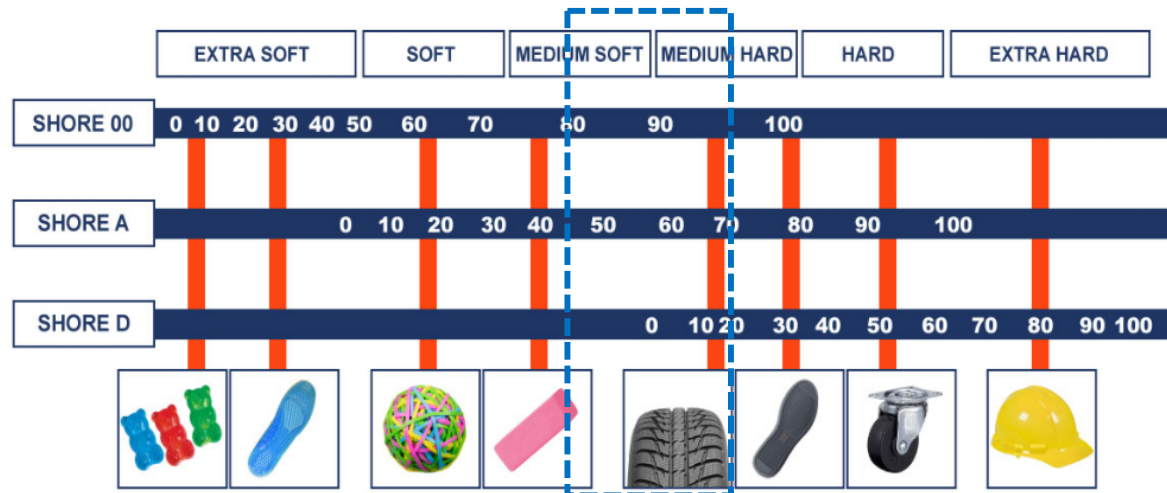 EXTRA SOFT SOFT MEDIUM SOFT MEDIUM HARD HARD EXTRA HARD
SHORE 00 0 10 20 30 40 50 60 70 80 90 100
SHORE A 0 10 20 30 40 50 60 70 80 90 100
SHORE D 0 10 20 30 40 50 60 70 80 90 100